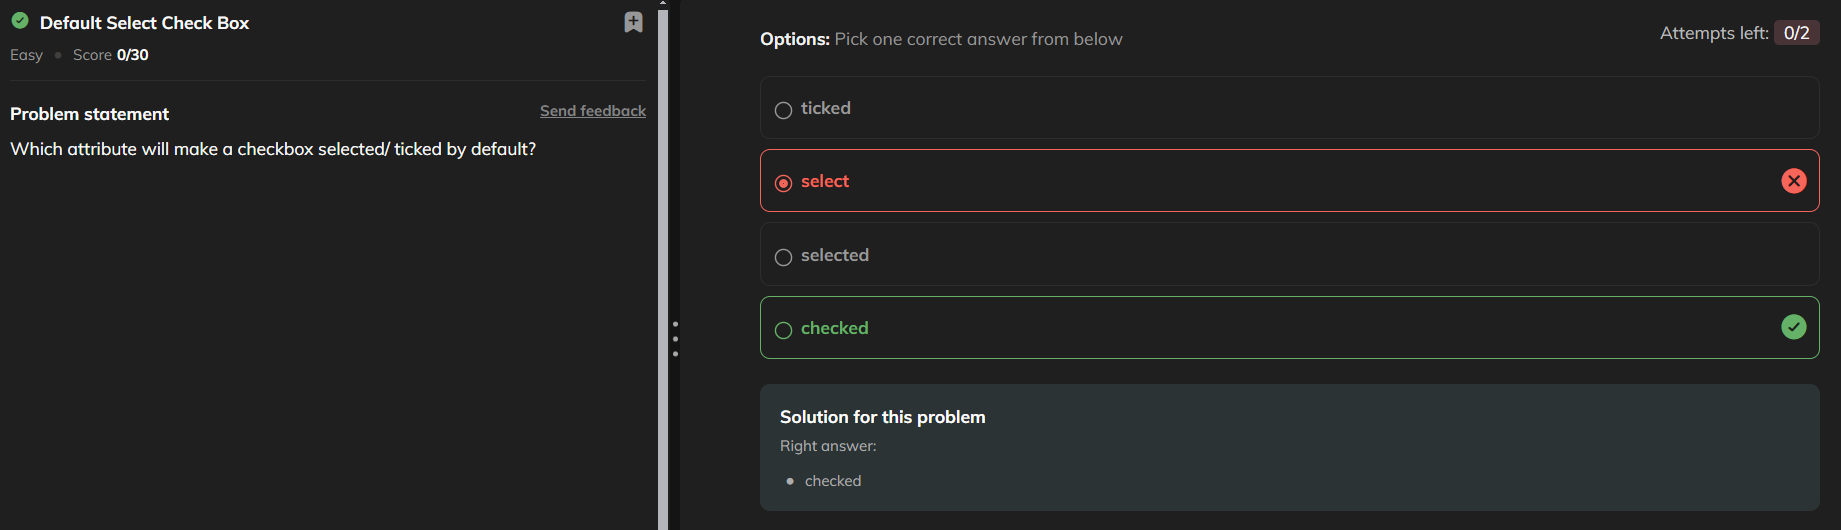 Default Select Check Box
Easy • Score 0/30
Problem statement
Send feedback
Which attribute will make a checkbox selected/ ticked by default?
Options: Pick one correct answer from below
Attempts left: 0/2
ticked
select
selected
checked
Solution for this problem
Right answer:
• checked